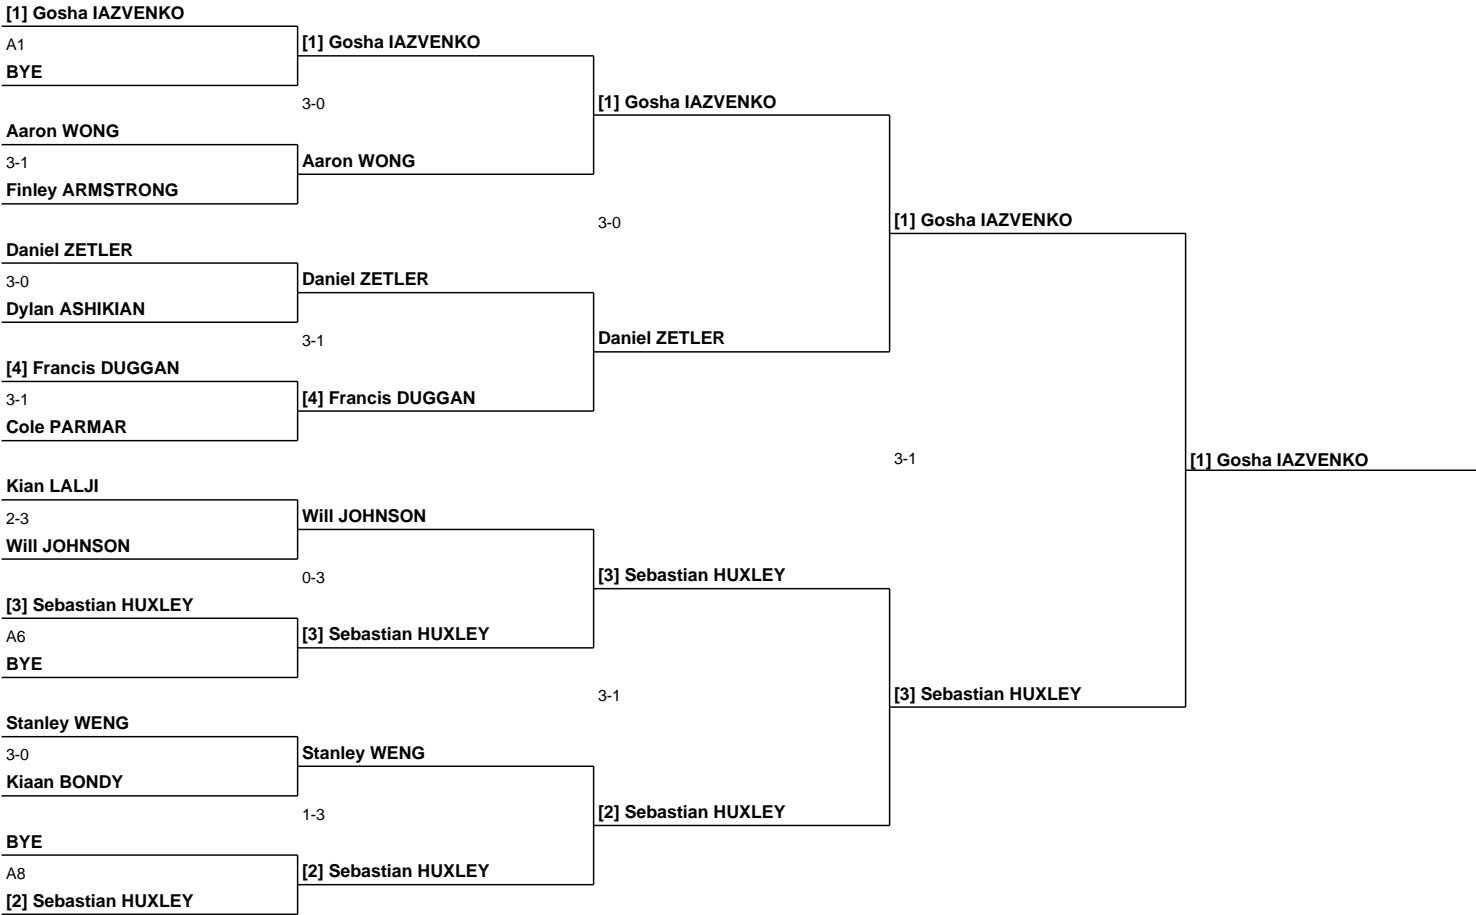 [1] Gosha IAZVENKO
A1
[1] Gosha IAZVENKO
BYE
3-0
[1] Gosha IAZVENKO
Aaron WONG
3-1
Aaron WONG
Finley ARMSTRONG
3-0
[1] Gosha IAZVENKO
Daniel ZETLER
3-0
Daniel ZETLER
Dylan ASHIKIAN
3-1
Daniel ZETLER
[4] Francis DUGGAN
3-1
[4] Francis DUGGAN
Cole PARMAR
3-1
[1] Gosha IAZVENKO
Kian LALJI
2-3
Will JOHNSON
Will JOHNSON
0-3
[3] Sebastian HUXLEY
[3] Sebastian HUXLEY
A6
[3] Sebastian HUXLEY
BYE
3-1
[3] Sebastian HUXLEY
Stanley WENG
3-0
Stanley WENG
Kiaan BONDY
1-3
[2] Sebastian HUXLEY
BYE
A8
[2] Sebastian HUXLEY
[2] Sebastian HUXLEY